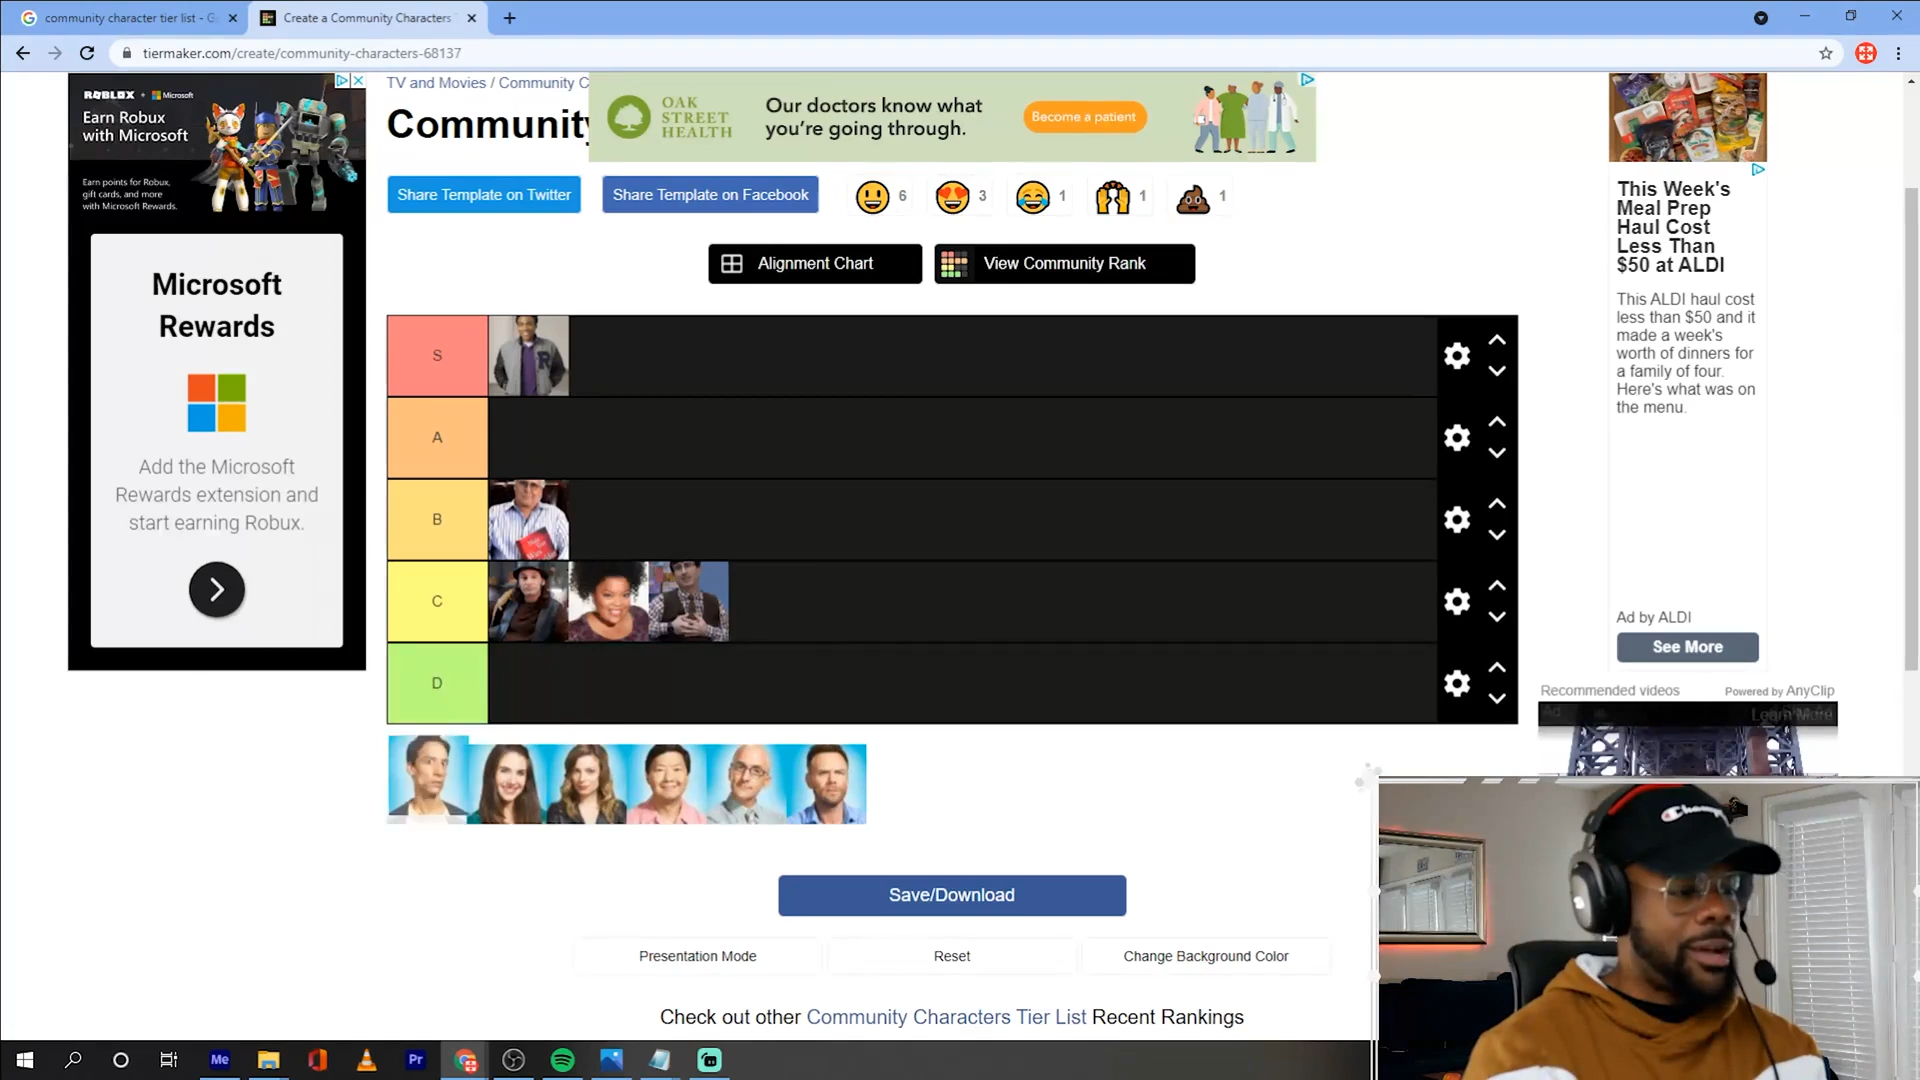 community character tier list - G
Create a Community Characters
tiermaker.com/create/community-characters-68137
ROBLOX + Microsoft
Earn Robux
with Microsoft
Earn points for Robux,
gift cards, and more
with Microsoft Rewards.
Microsoft
Rewards
Add the Microsoft
Rewards extension and
start earning Robux.
TV and Movies / Community C
Community
OAK
STREET
HEALTH
Our doctors know what
you're going through.
Become a patient
Share Template on Twitter
Share Template on Facebook
6
3
1
1
1
Alignment Chart
View Community Rank
S
A
B
C
D
R
Save/Download
Presentation Mode
Reset
Change Background Color
Check out other Community Characters Tier List Recent Rankings
This Week's
Meal Prep
Haul Cost
Less Than
$50 at ALDI
This ALDI haul cost
less than $50 and it
made a week's
worth of dinners for
a family of four.
Here's what was on
the menu.
Ad by ALDI
See More
Recommended videos
Powered by AnyClip
Ad
Learn More
Champ
Me
Pr